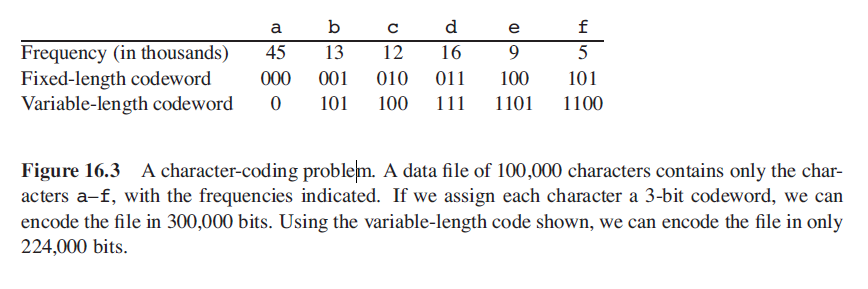 a b c d e f
Frequency (in thousands) 45 13 12 16 9 5
Fixed-length codeword 000 001 010 011 100 101
Variable-length codeword 0 101 100 111 1101 1100
Figure 16.3 A character-coding problem. A data file of 100,000 characters contains only the char-
acters a–f, with the frequencies indicated. If we assign each character a 3-bit codeword, we can
encode the file in 300,000 bits. Using the variable-length code shown, we can encode the file in only
224,000 bits.